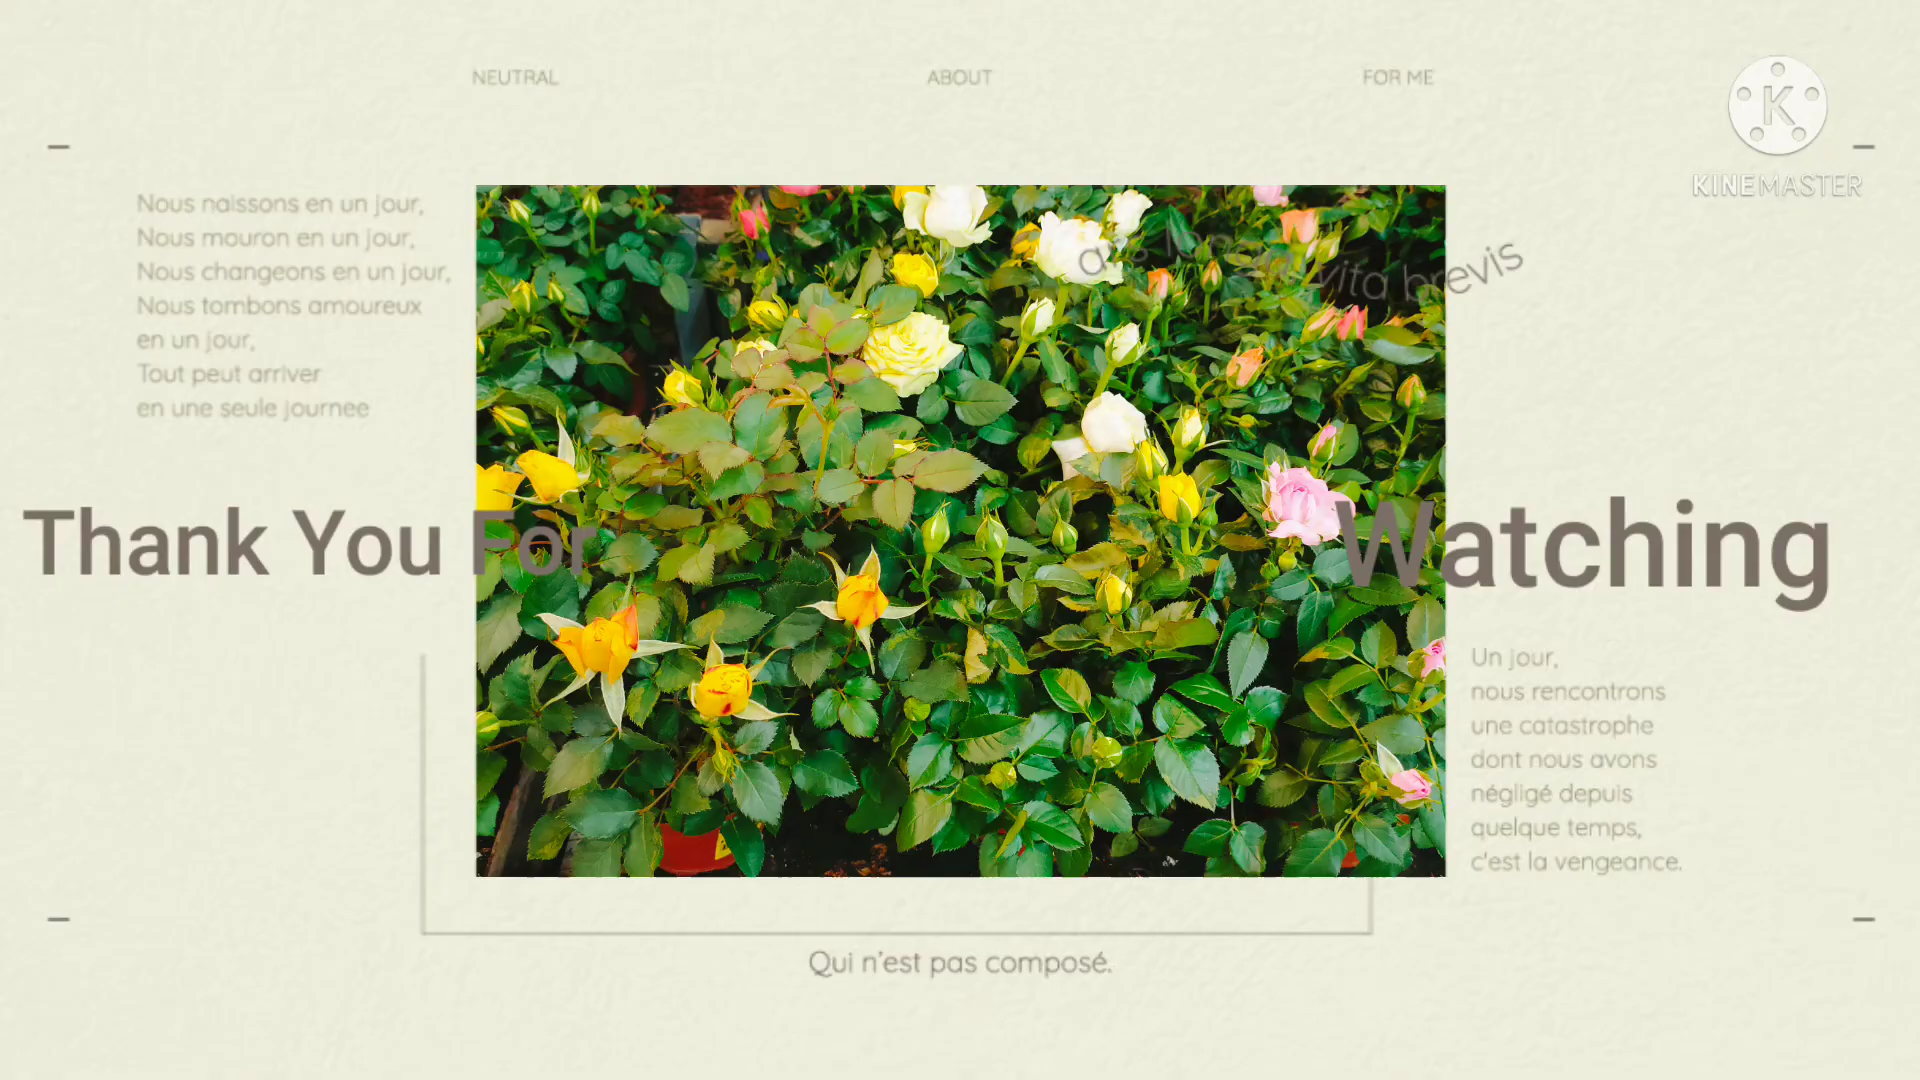 NEUTRAL ABOUT FOR ME
KINEMASTER
Nous naissons en un jour,
Nous mouron en un jour,
Nous changeons en un jour,
Nous tombons amoureux
en un jour,
Tout peut arriver
en une seule journee
vita brevis
Thank You For Watching
Un jour,
nous rencontrons
une catastrophe
dont nous avons
négligé depuis
quelque temps,
c'est la vengeance.
Qui n'est pas composé.